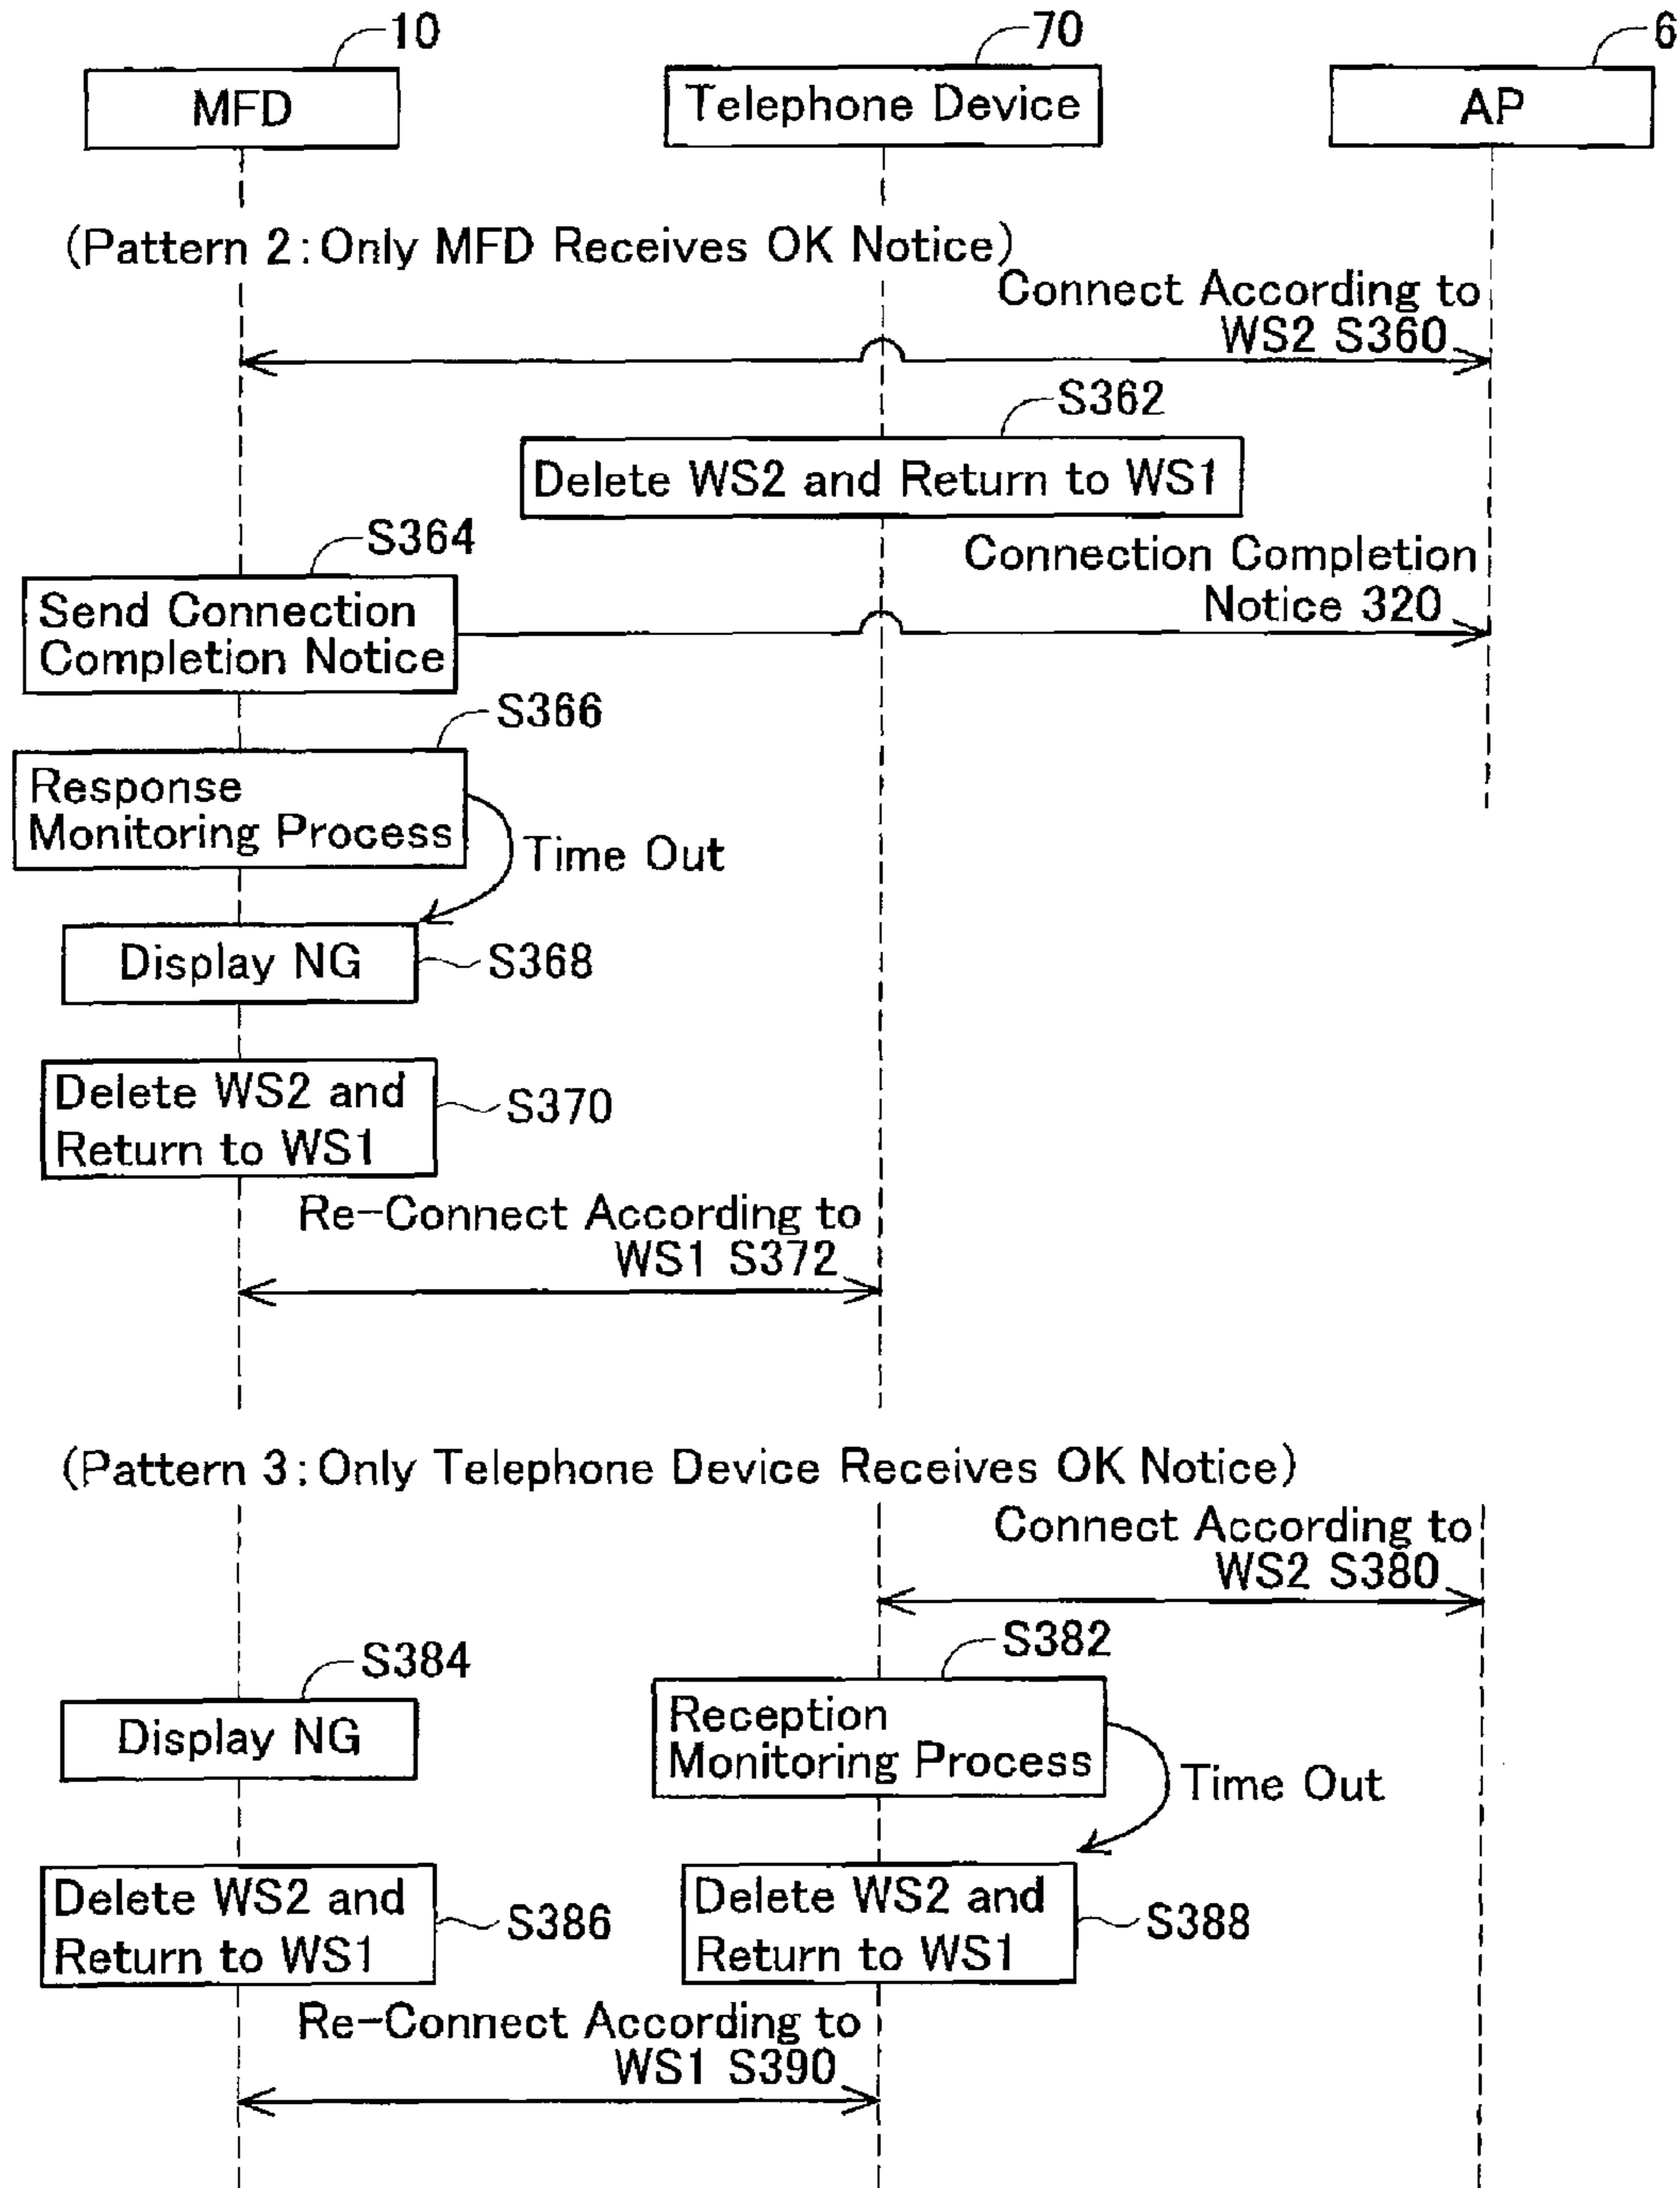 10
70
6
MFD
Telephone Device
AP
(Pattern 2: Only MFD Receives OK Notice)
Connect According to
WS2 S360
S362
Delete WS2 and Return to WS1
S364
Send Connection
Completion Notice
Connection Completion
Notice 320
S366
Response
Monitoring Process
Time Out
Display NG
S368
Delete WS2 and
Return to WS1
S370
Re-Connect According to
WS1 S372
(Pattern 3: Only Telephone Device Receives OK Notice)
Connect According to
WS2 S380
S384
Display NG
S382
Reception
Monitoring Process
Time Out
Delete WS2 and
Return to WS1
S386
Delete WS2 and
Return to WS1
S388
Re-Connect According to
WS1 S390